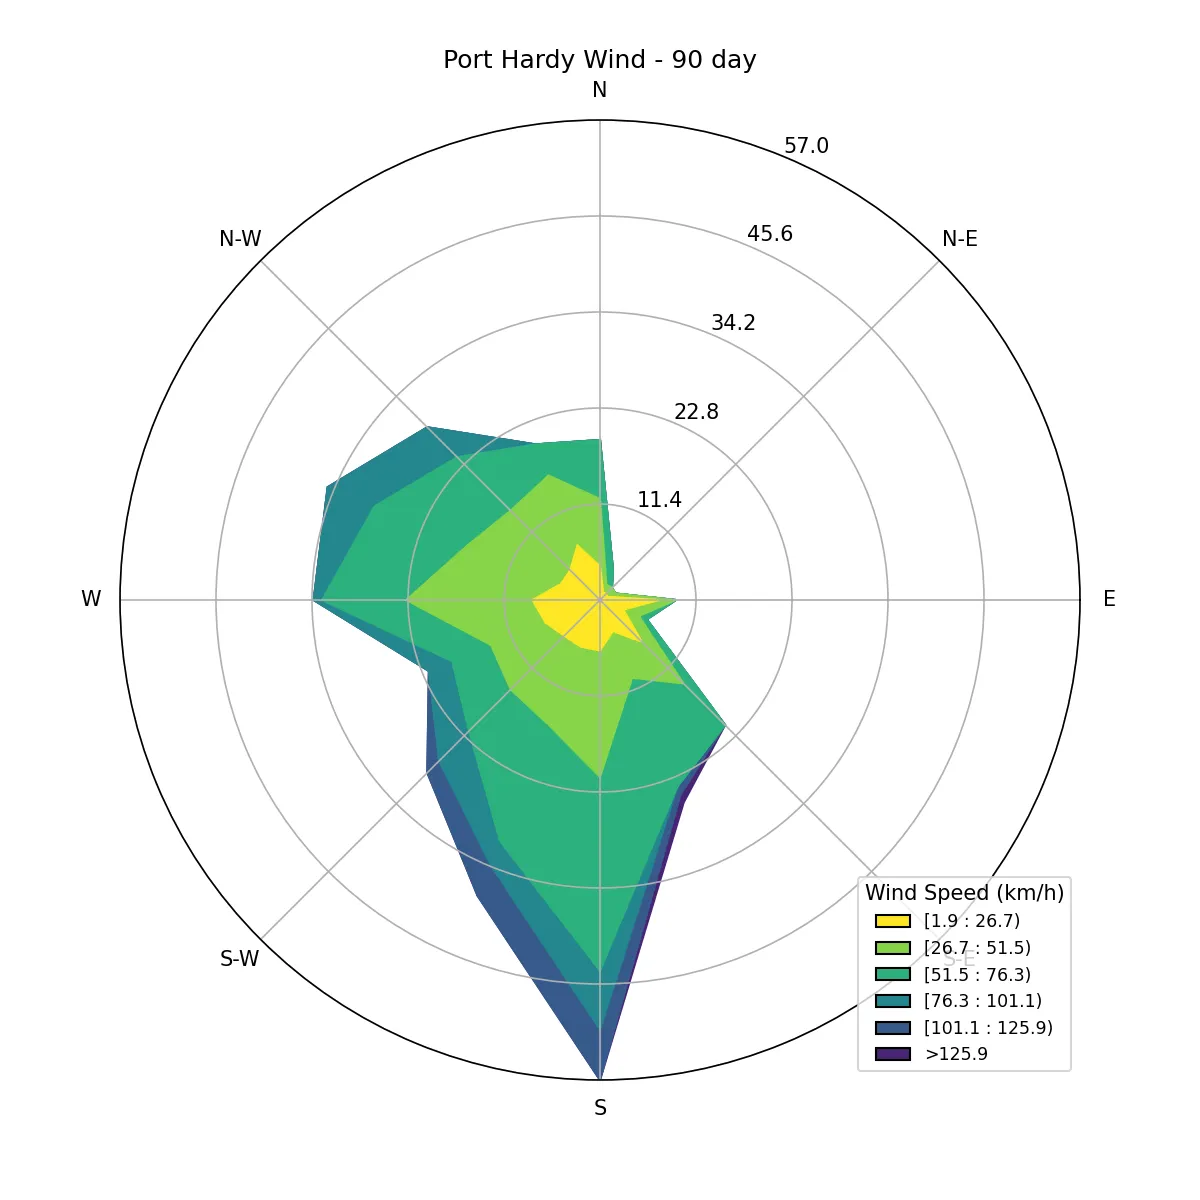 Port Hardy Wind - 90 day
N
57.0
N-W
45.6
N-E
34.2
22.8
11.4
W
E
S-W
S-E
Wind Speed (km/h)
[1.9 : 26.7)
[26.7 : 51.5)
[51.5 : 76.3)
[76.3 : 101.1)
[101.1 : 125.9)
>125.9
S